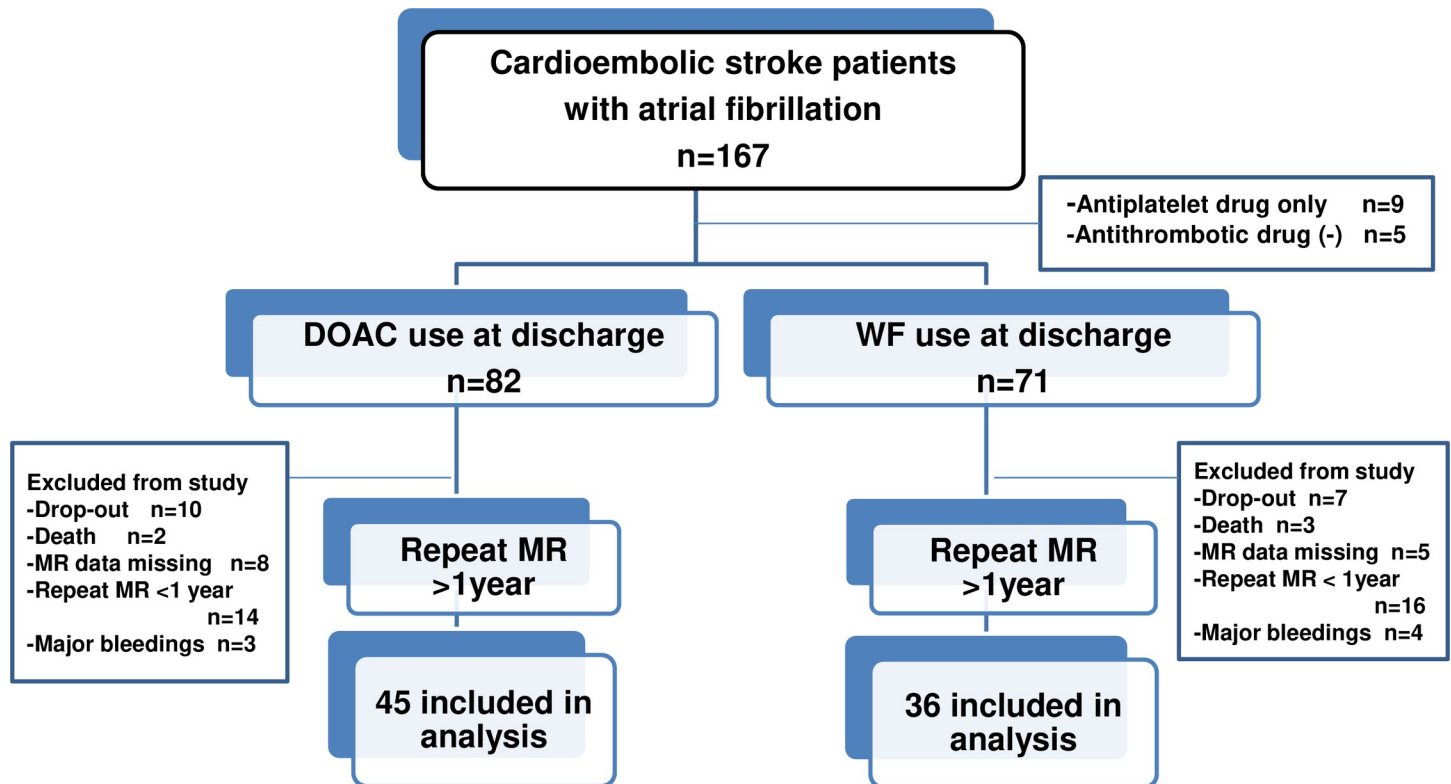 Cardioembolic stroke patients
with atrial fibrillation
n=167
-Antiplatelet drug only n=9
-Antithrombotic drug (-) n=5
DOAC use at discharge
n=82
WF use at discharge
n=71
Excluded from study
-Drop-out n=10
-Death n=2
-MR data missing n=8
-Repeat MR <1 year
n=14
-Major bleedings n=3
Repeat MR
>1year
Repeat MR
>1year
Excluded from study
-Drop-out n=7
-Death n=3
-MR data missing n=5
-Repeat MR < 1year
n=16
-Major bleedings n=4
45 included in
analysis
36 included in
analysis